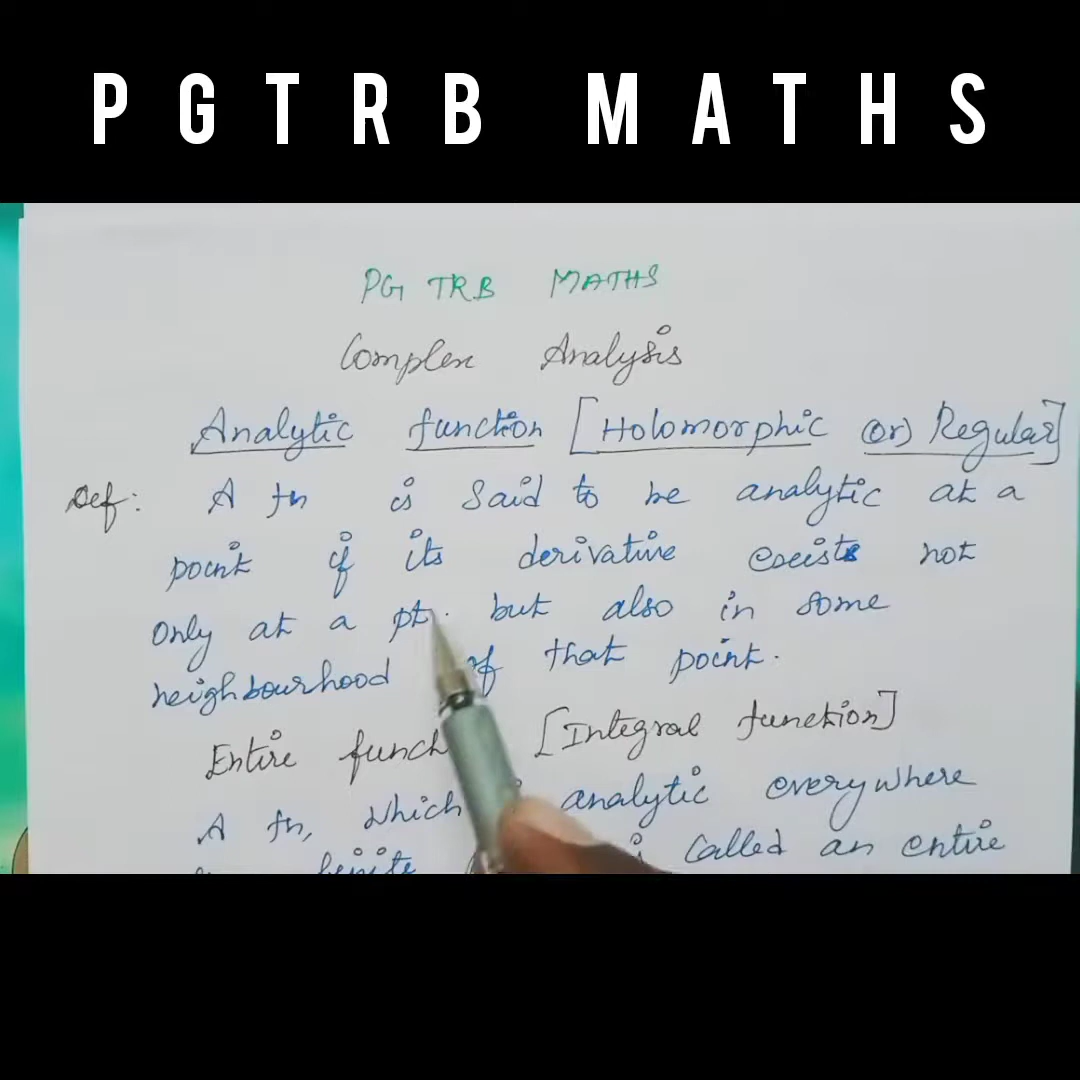 PGTRB MATHS
PG TRB MATHS
Complex Analysis
Analytic function [Holomorphic (or) Regular]
Def: A fn is said to be analytic at a
point if its derivative exists not
only at a pt. but also in some
neighbourhood of that point.
Entire funct [Integral function]
A fn, which analytic everywhere
finite called an entire